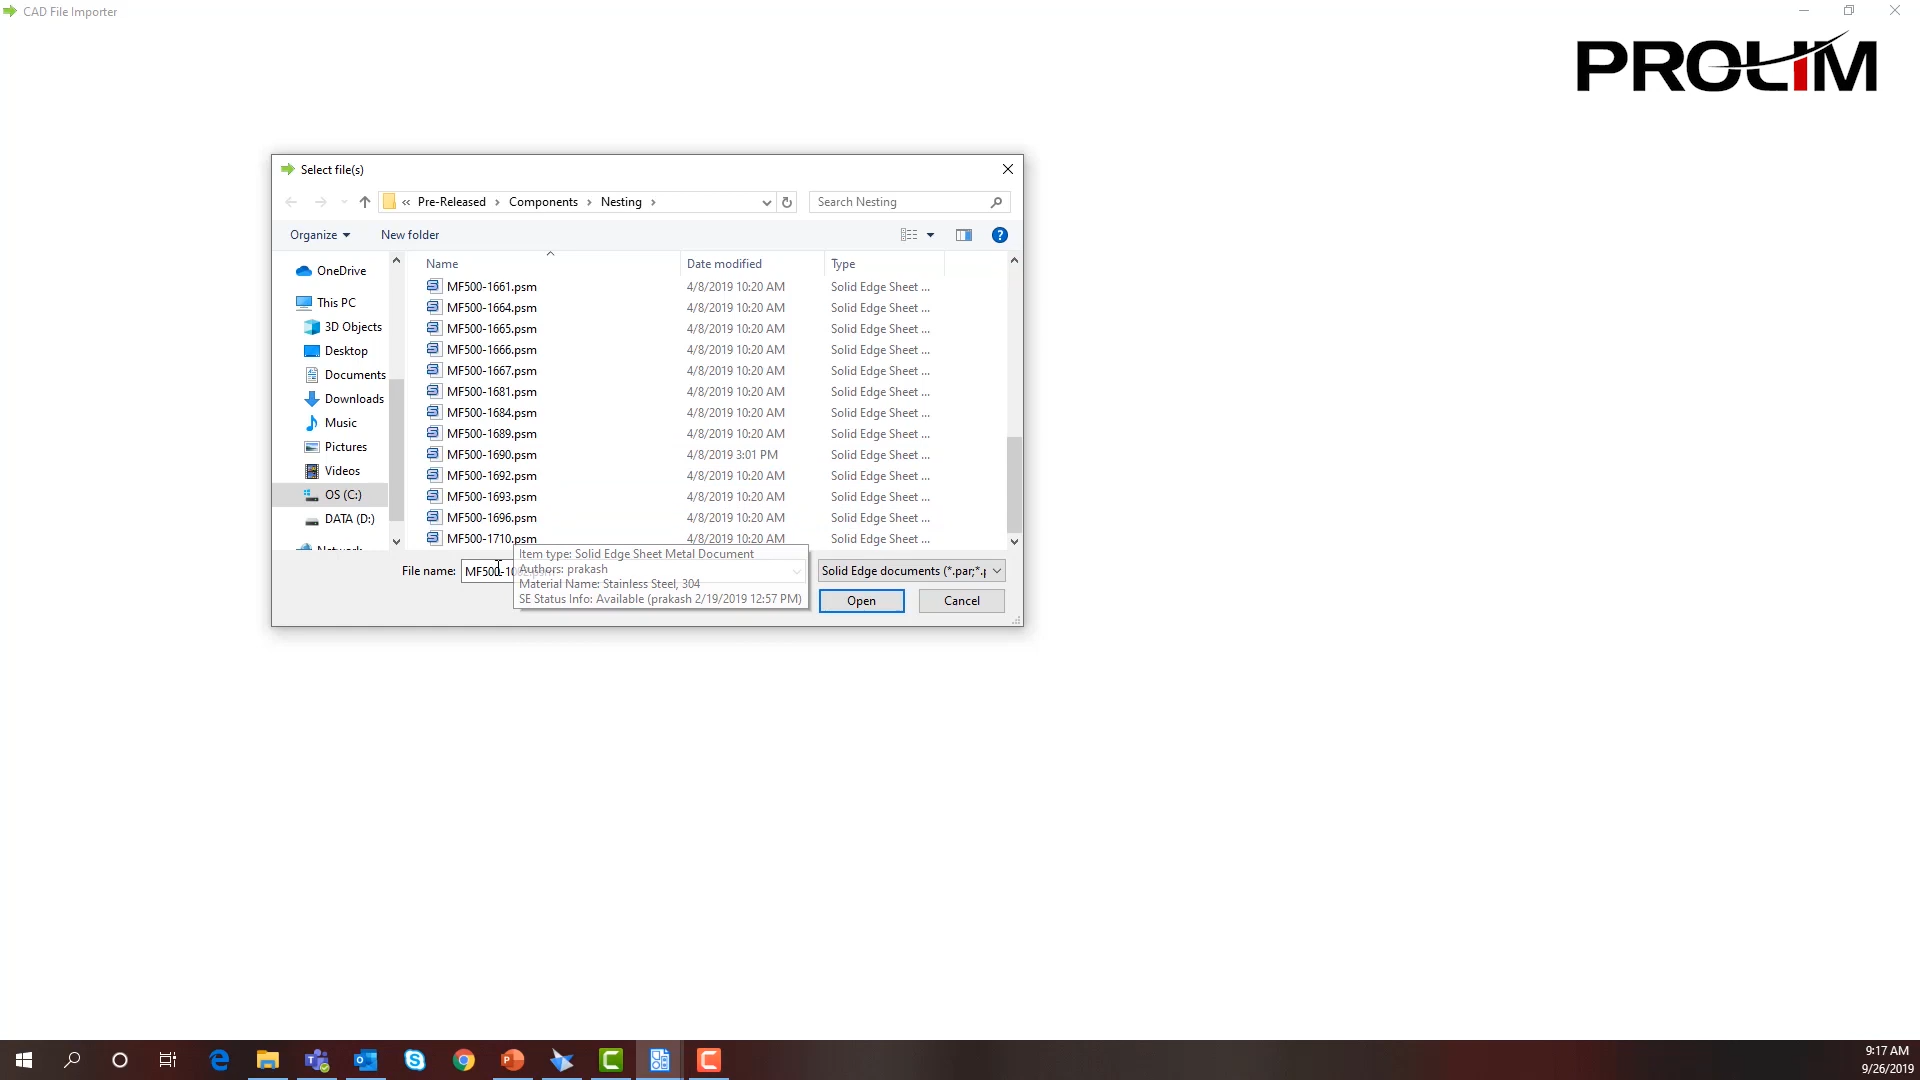 CAD File Importer
PROLIM
Select file(s)
« Pre-Released › Components › Nesting ›
Search Nesting
Organize
New folder
Name Date modified Type
OneDrive
This PC
3D Objects
Desktop
Documents
Downloads
Music
Pictures
Videos
OS (C:)
DATA (D:)
MF500-1661.psm 4/8/2019 10:20 AM Solid Edge Sheet ...
MF500-1664.psm 4/8/2019 10:20 AM Solid Edge Sheet ...
MF500-1665.psm 4/8/2019 10:20 AM Solid Edge Sheet ...
MF500-1666.psm 4/8/2019 10:20 AM Solid Edge Sheet ...
MF500-1667.psm 4/8/2019 10:20 AM Solid Edge Sheet ...
MF500-1681.psm 4/8/2019 10:20 AM Solid Edge Sheet ...
MF500-1684.psm 4/8/2019 10:20 AM Solid Edge Sheet ...
MF500-1689.psm 4/8/2019 10:20 AM Solid Edge Sheet ...
MF500-1690.psm 4/8/2019 3:01 PM Solid Edge Sheet ...
MF500-1692.psm 4/8/2019 10:20 AM Solid Edge Sheet ...
MF500-1693.psm 4/8/2019 10:20 AM Solid Edge Sheet ...
MF500-1696.psm 4/8/2019 10:20 AM Solid Edge Sheet ...
MF500-1710.psm 4/8/2019 10:20 AM Solid Edge Sheet ...
Item type: Solid Edge Sheet Metal Document
Authors: prakash
Material Name: Stainless Steel, 304
SE Status Info: Available (prakash 2/19/2019 12:57 PM)
File name:
Solid Edge documents (*.par;*.p
Open
Cancel
9:17 AM
9/26/2019